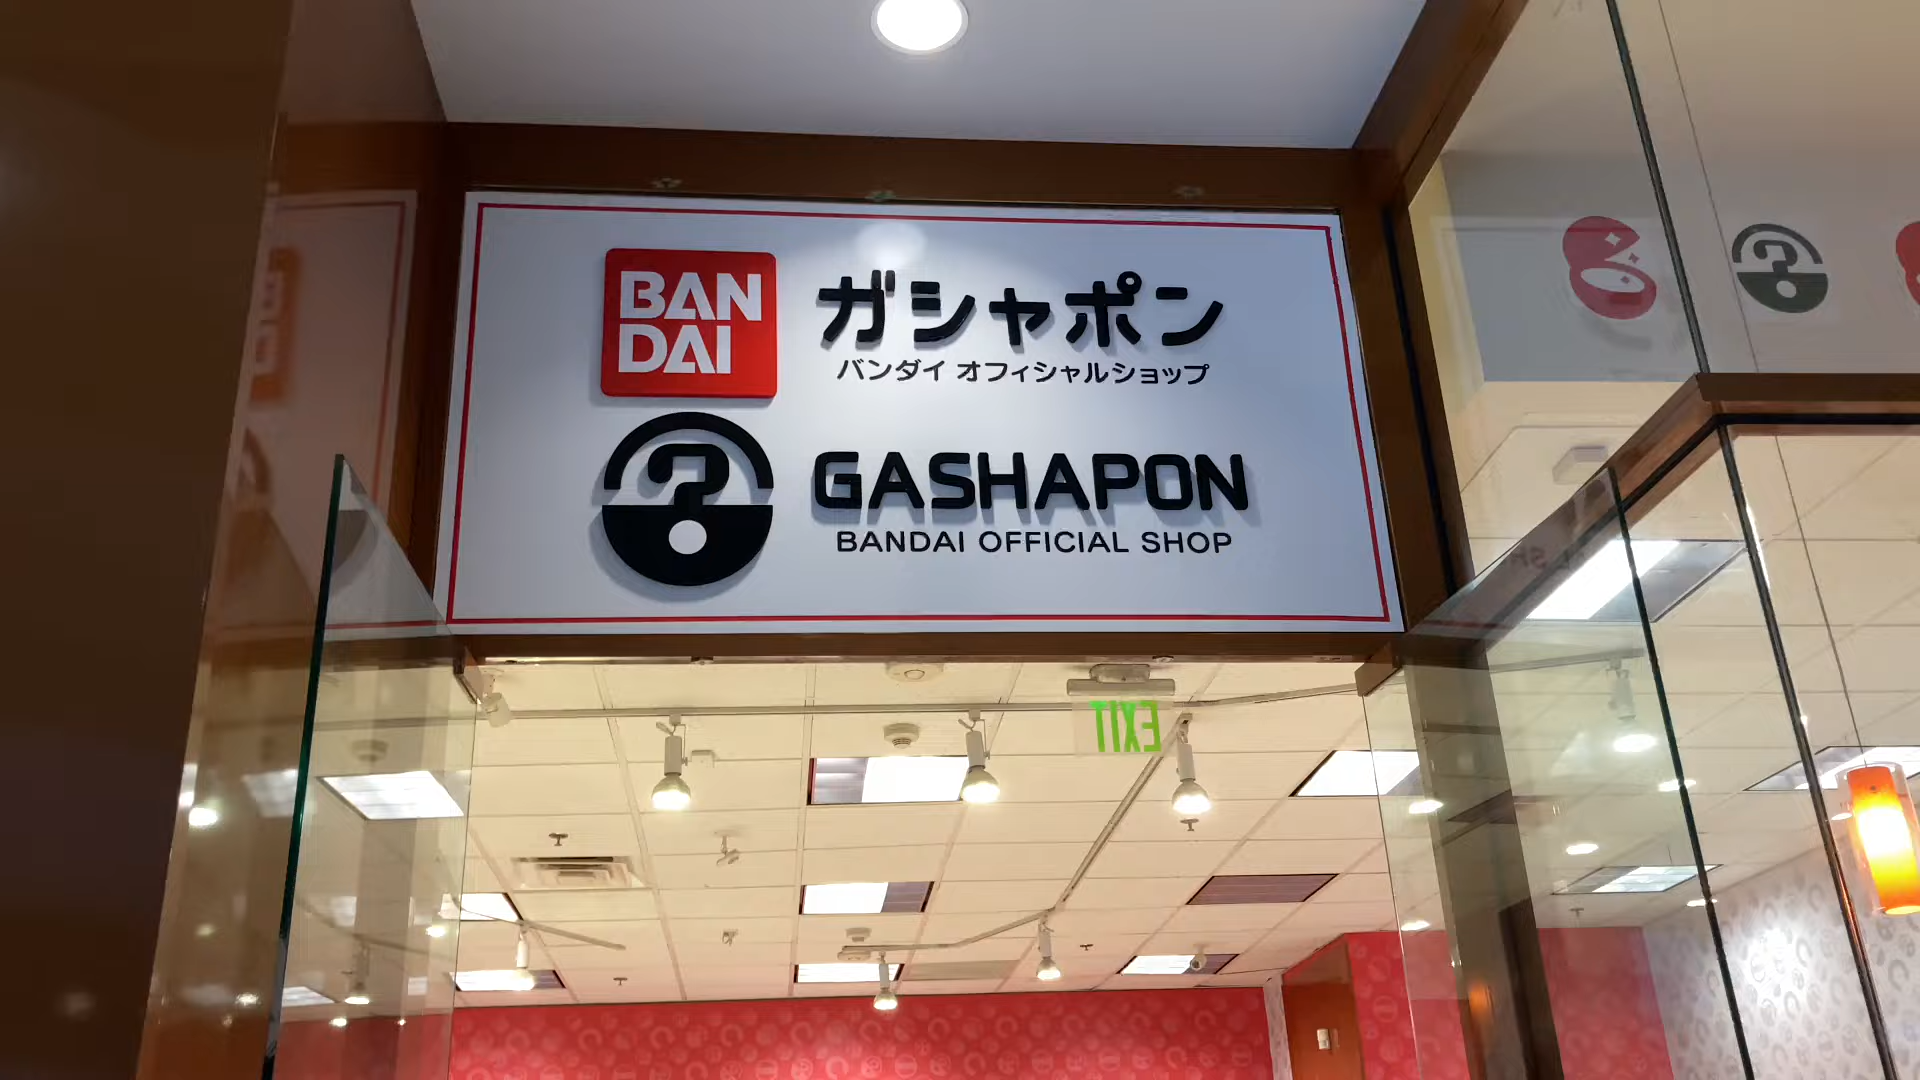 BAN
DAI
ガシャポン
バンダイ オフィシャルショップ
?
GASHAPON
BANDAI OFFICIAL SHOP
EXIT